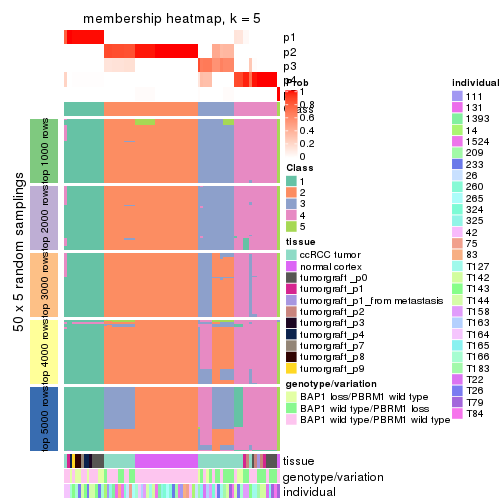 membership heatmap, k = 5
p1
p2
p3
p4
Prob
1
0.8
0.6
0.4
0.2
0
Class
1
2
3
4
5
tissue
ccRCC tumor
normal cortex
tumorgraft_p0
tumorgraft_p1
tumorgraft_p1_from metastasis
tumorgraft_p2
tumorgraft_p3
tumorgraft_p4
tumorgraft_p7
tumorgraft_p8
tumorgraft_p9
genotype/variation
BAP1 loss/PBRM1 wild type
BAP1 wild type/PBRM1 loss
BAP1 wild type/PBRM1 wild type
individual
111
131
1393
14
1524
209
233
26
260
265
324
325
42
75
83
T127
T142
T143
T144
T158
T163
T164
T165
T166
T183
T22
T26
T79
T84
50 x 5 random samplings
top 1000 rows
top 2000 rows
top 3000 rows
top 4000 rows
top 5000 rows
tissue
genotype/variation
individual